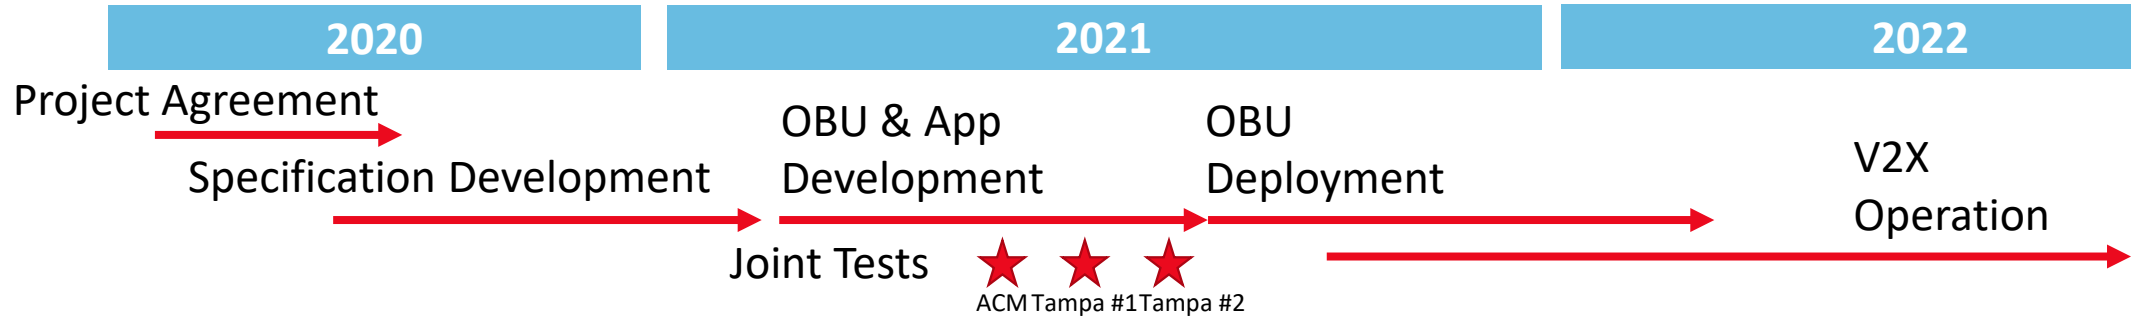 2020
2021
2022
Project Agreement
Specification Development
OBU & App
Development
OBU
Deployment
V2X
Operation
Joint Tests
ACM
Tampa #1
Tampa #2